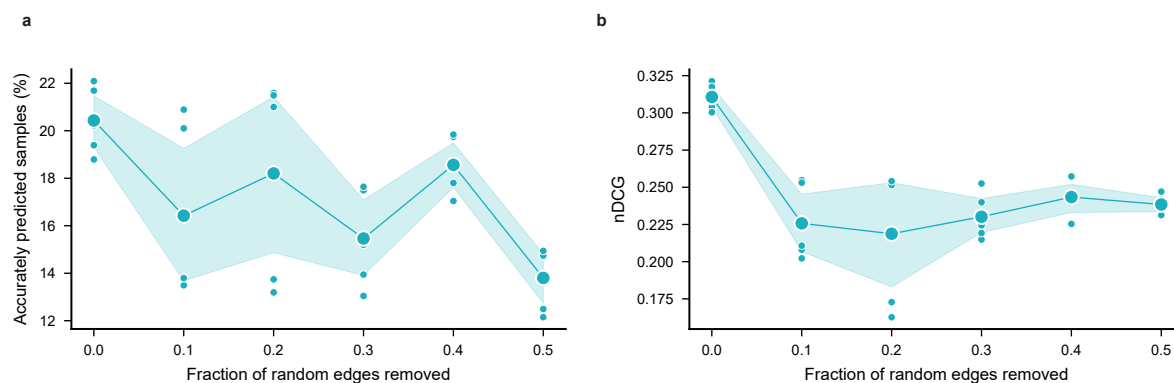 a
b
Accurately predicted samples (%)
22
20
18
16
14
12
0.0 0.1 0.2 0.3 0.4 0.5
Fraction of random edges removed
nDCG
0.325
0.300
0.275
0.250
0.225
0.200
0.175
0.0 0.1 0.2 0.3 0.4 0.5
Fraction of random edges removed